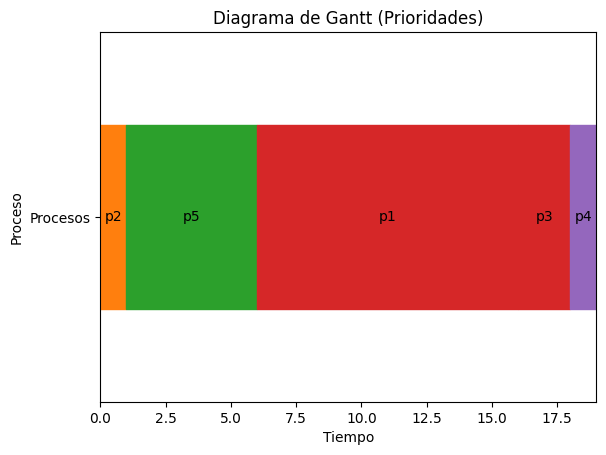 Diagrama de Gantt (Prioridades)
Proceso
Procesos
p2 p5 p1 p3 p4
0.0 2.5 5.0 7.5 10.0 12.5 15.0 17.5
Tiempo